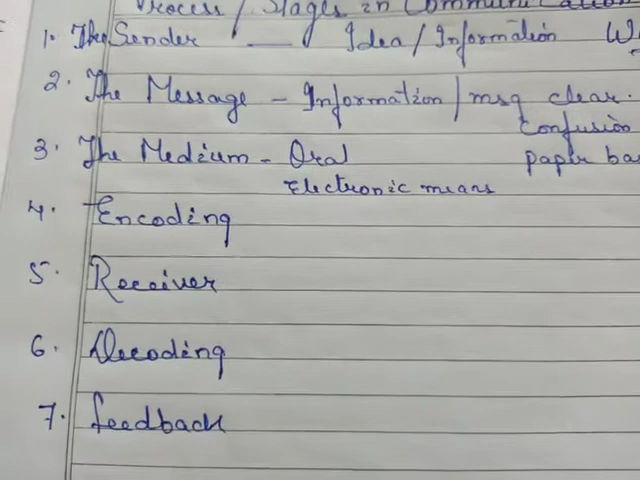 Process / Stages in Communication
1. The Sender — Idea / Information
2. The Message - Information / msg clear.
confusion
3. The Medium - Oral paper bas
Electronic means
4. Encoding
5. Receiver
6. Decoding
7. feedback